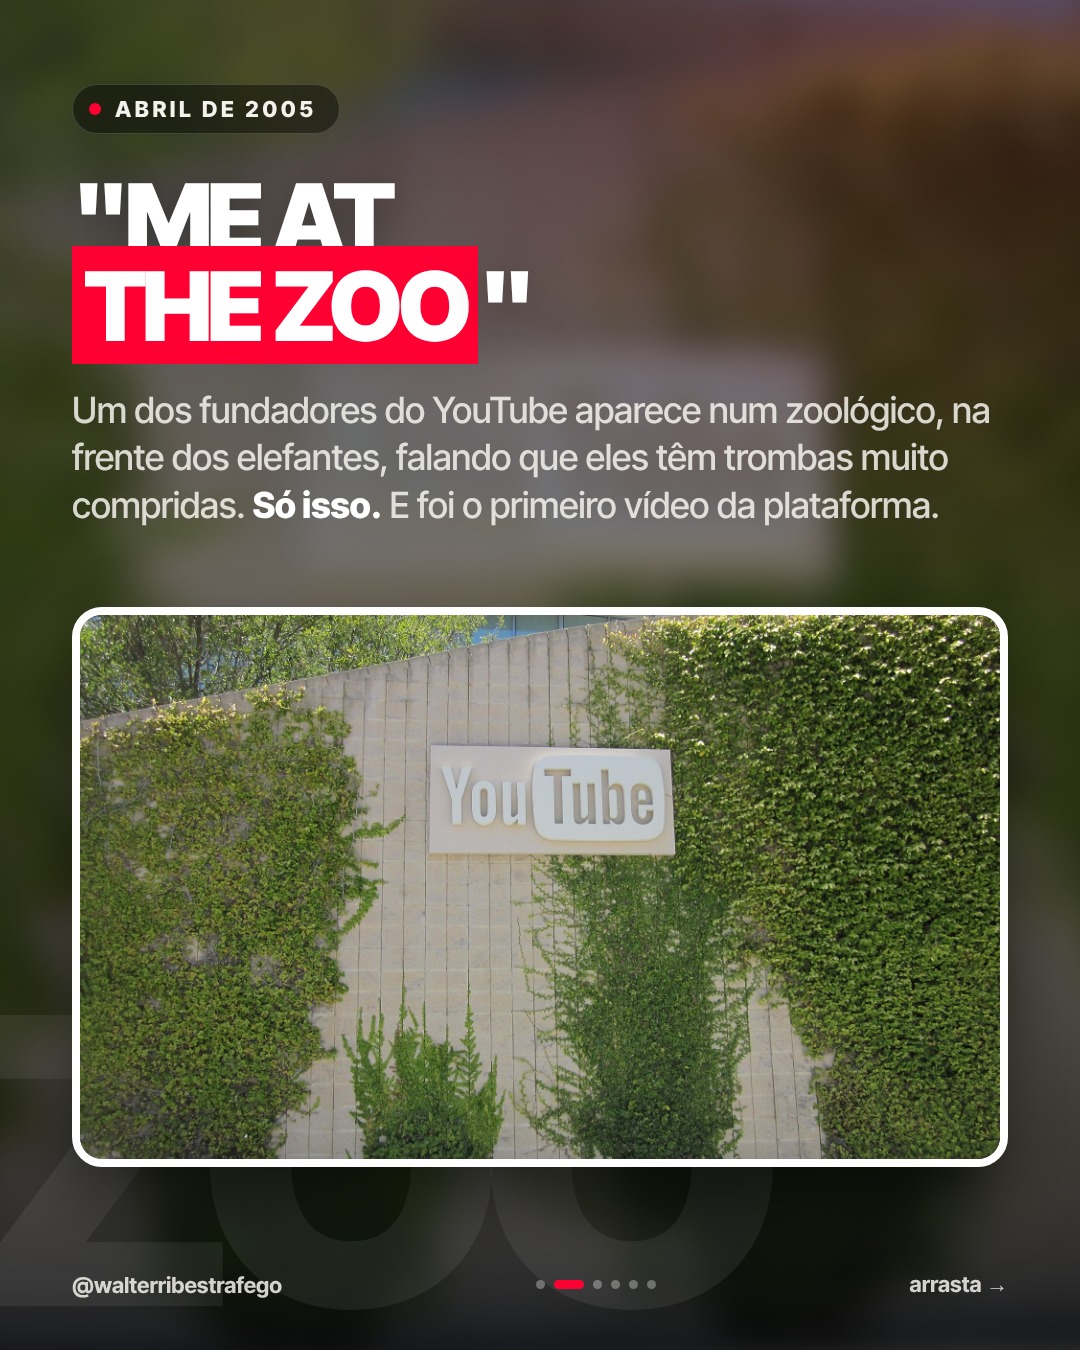 ABRIL DE 2005
"ME AT
THE ZOO"
Um dos fundadores do YouTube aparece num zoológico, na
frente dos elefantes, falando que eles têm trombas muito
compridas. Só isso. E foi o primeiro vídeo da plataforma.
YouTube
ZOO
@walterribestrafego
arrasta →